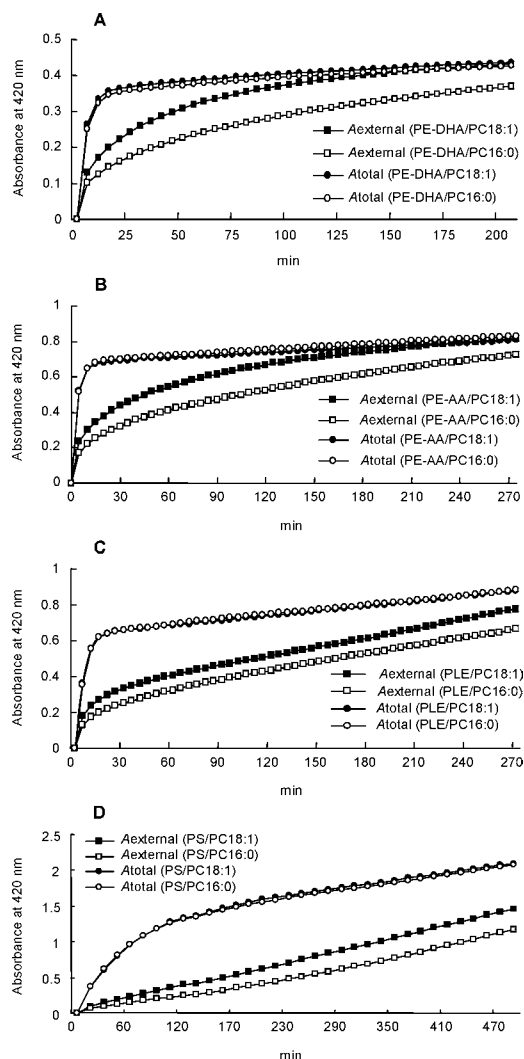 A
Absorbance at 420 nm
0.5
0.4
0.3
0.2
0.1
0
Aexternal (PE-DHA/PC18:1)
Aexternal (PE-DHA/PC16:0)
Atotal (PE-DHA/PC18:1)
Atotal (PE-DHA/PC16:0)
0 25 50 75 100 125 150 175 200
min
B
Absorbance at 420 nm
1
0.8
0.6
0.4
0.2
0
Aexternal (PE-AA/PC18:1)
Aexternal (PE-AA/PC16:0)
Atotal (PE-AA/PC18:1)
Atotal (PE-AA/PC16:0)
0 30 60 90 120 150 180 210 240 270
min
C
Absorbance at 420 nm
1
0.8
0.6
0.4
0.2
0
Aexternal (PLE/PC18:1)
Aexternal (PLE/PC16:0)
Atotal (PLE/PC18:1)
Atotal (PLE/PC16:0)
0 30 60 90 120 150 180 210 240 270
min
D
Absorbance at 420 nm
2.5
2
1.5
1
0.5
0
Aexternal (PS/PC18:1)
Aexternal (PS/PC16:0)
Atotal (PS/PC18:1)
Atotal (PS/PC16:0)
0 60 120 170 230 290 350 410 490
min